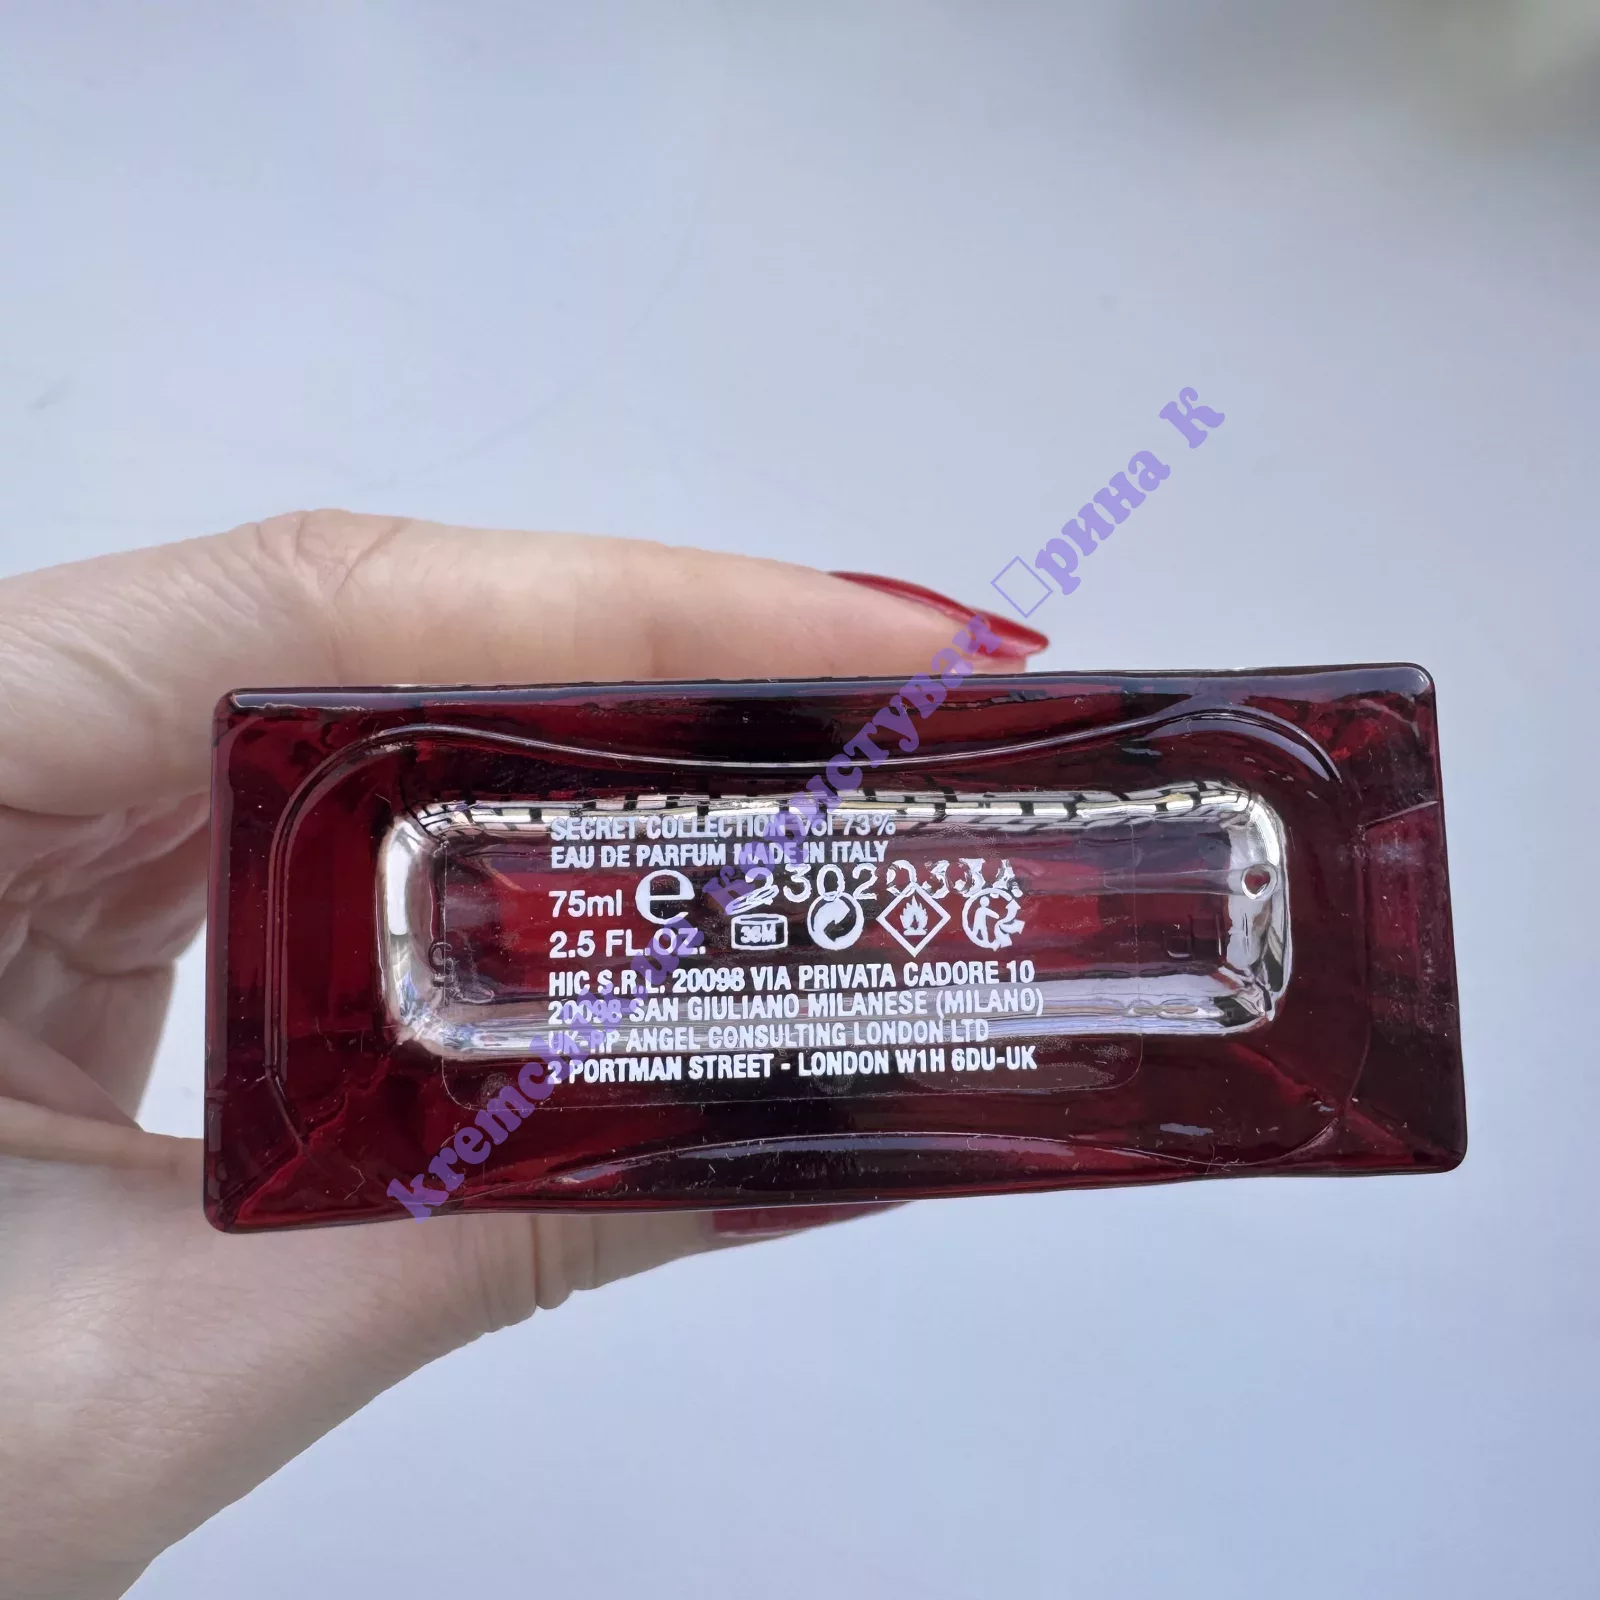 SECRET COLLECTION Vol 73%
EAU DE PARFUM MADE IN ITALY
75ml e
2.5 FL.OZ.
36M
HIC S.R.L. 20098 VIA PRIVATA CADORE 10
20098 SAN GIULIANO MILANESE (MILANO)
UK-RP ANGEL CONSULTING LONDON LTD
2 PORTMAN STREET - LONDON W1H 6DU-UK
користувач рина К